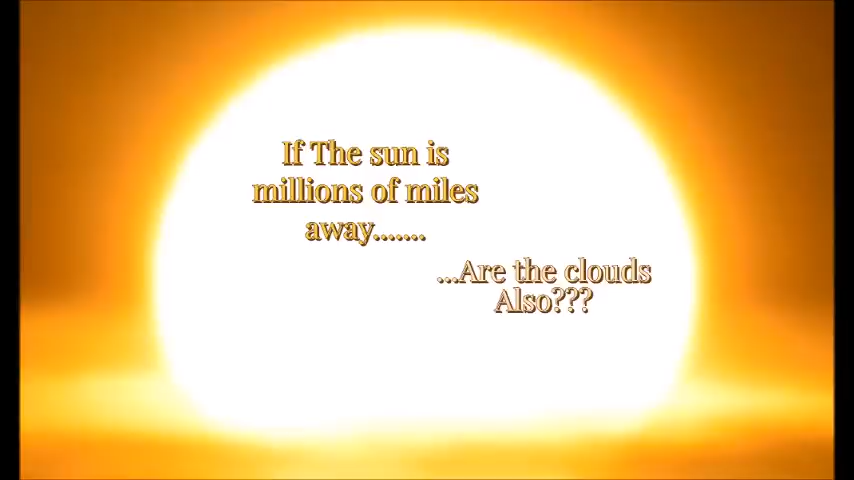 If The sun is
millions of miles
away.......
...Are the clouds
Also???